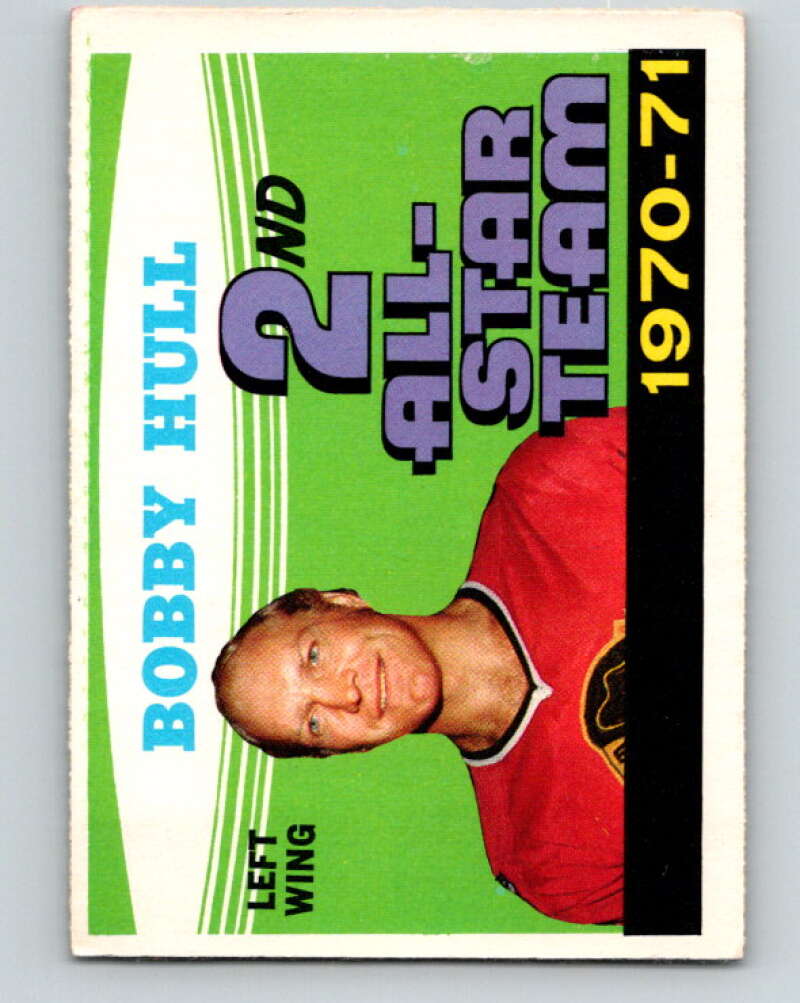 BOBBY HULL
LEFT
WING
2ND
ALL-
STAR
TEAM
1970-71